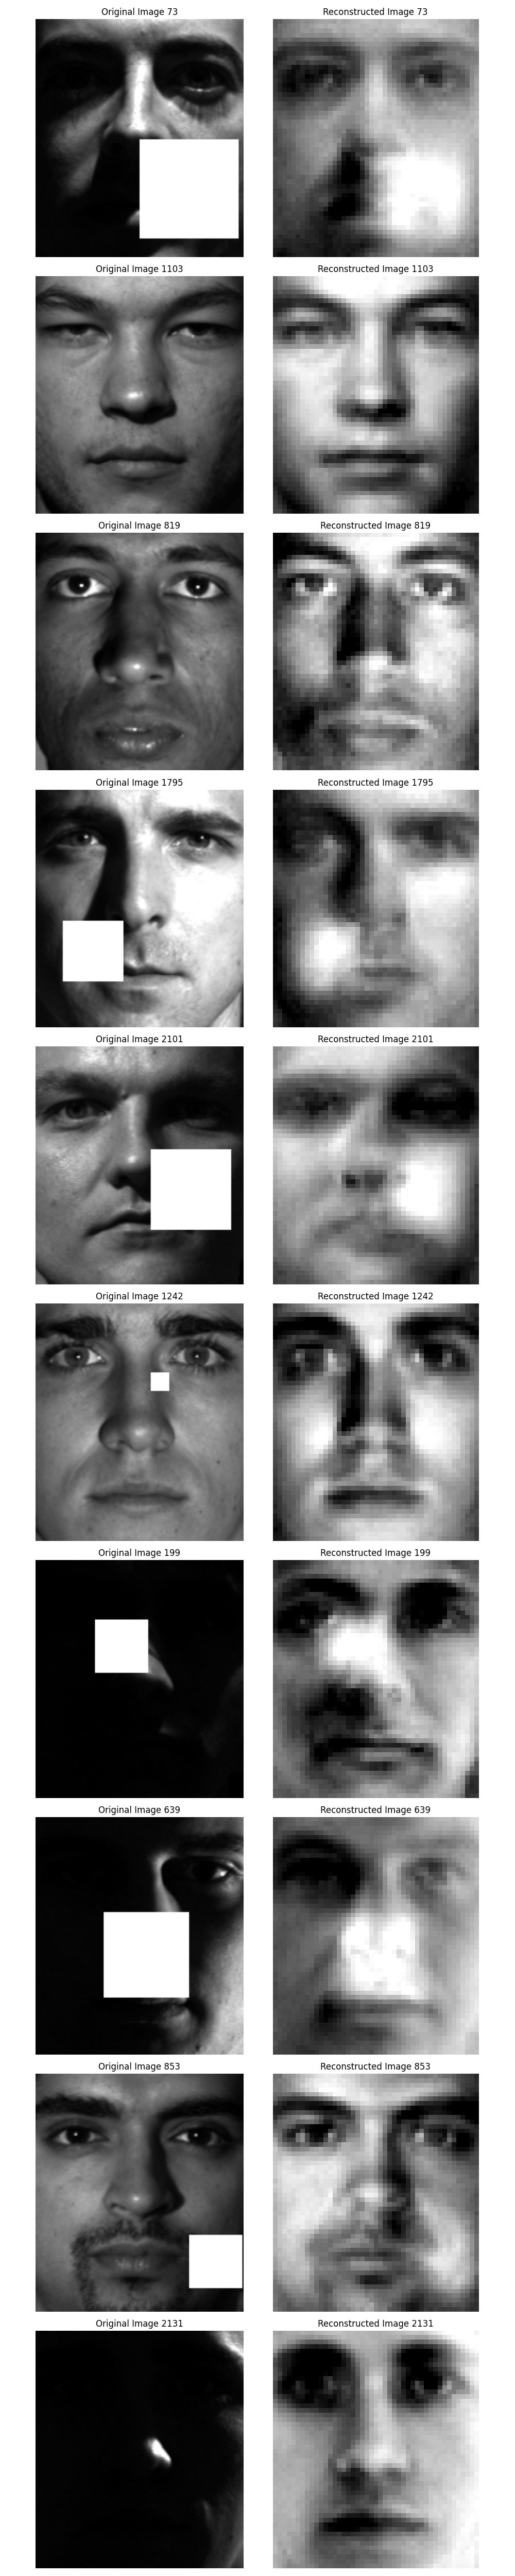 Original Image 73
Reconstructed Image 73
Original Image 1103
Reconstructed Image 1103
Original Image 819
Reconstructed Image 819
Original Image 1795
Reconstructed Image 1795
Original Image 2101
Reconstructed Image 2101
Original Image 1242
Reconstructed Image 1242
Original Image 199
Reconstructed Image 199
Original Image 639
Reconstructed Image 639
Original Image 853
Reconstructed Image 853
Original Image 2131
Reconstructed Image 2131